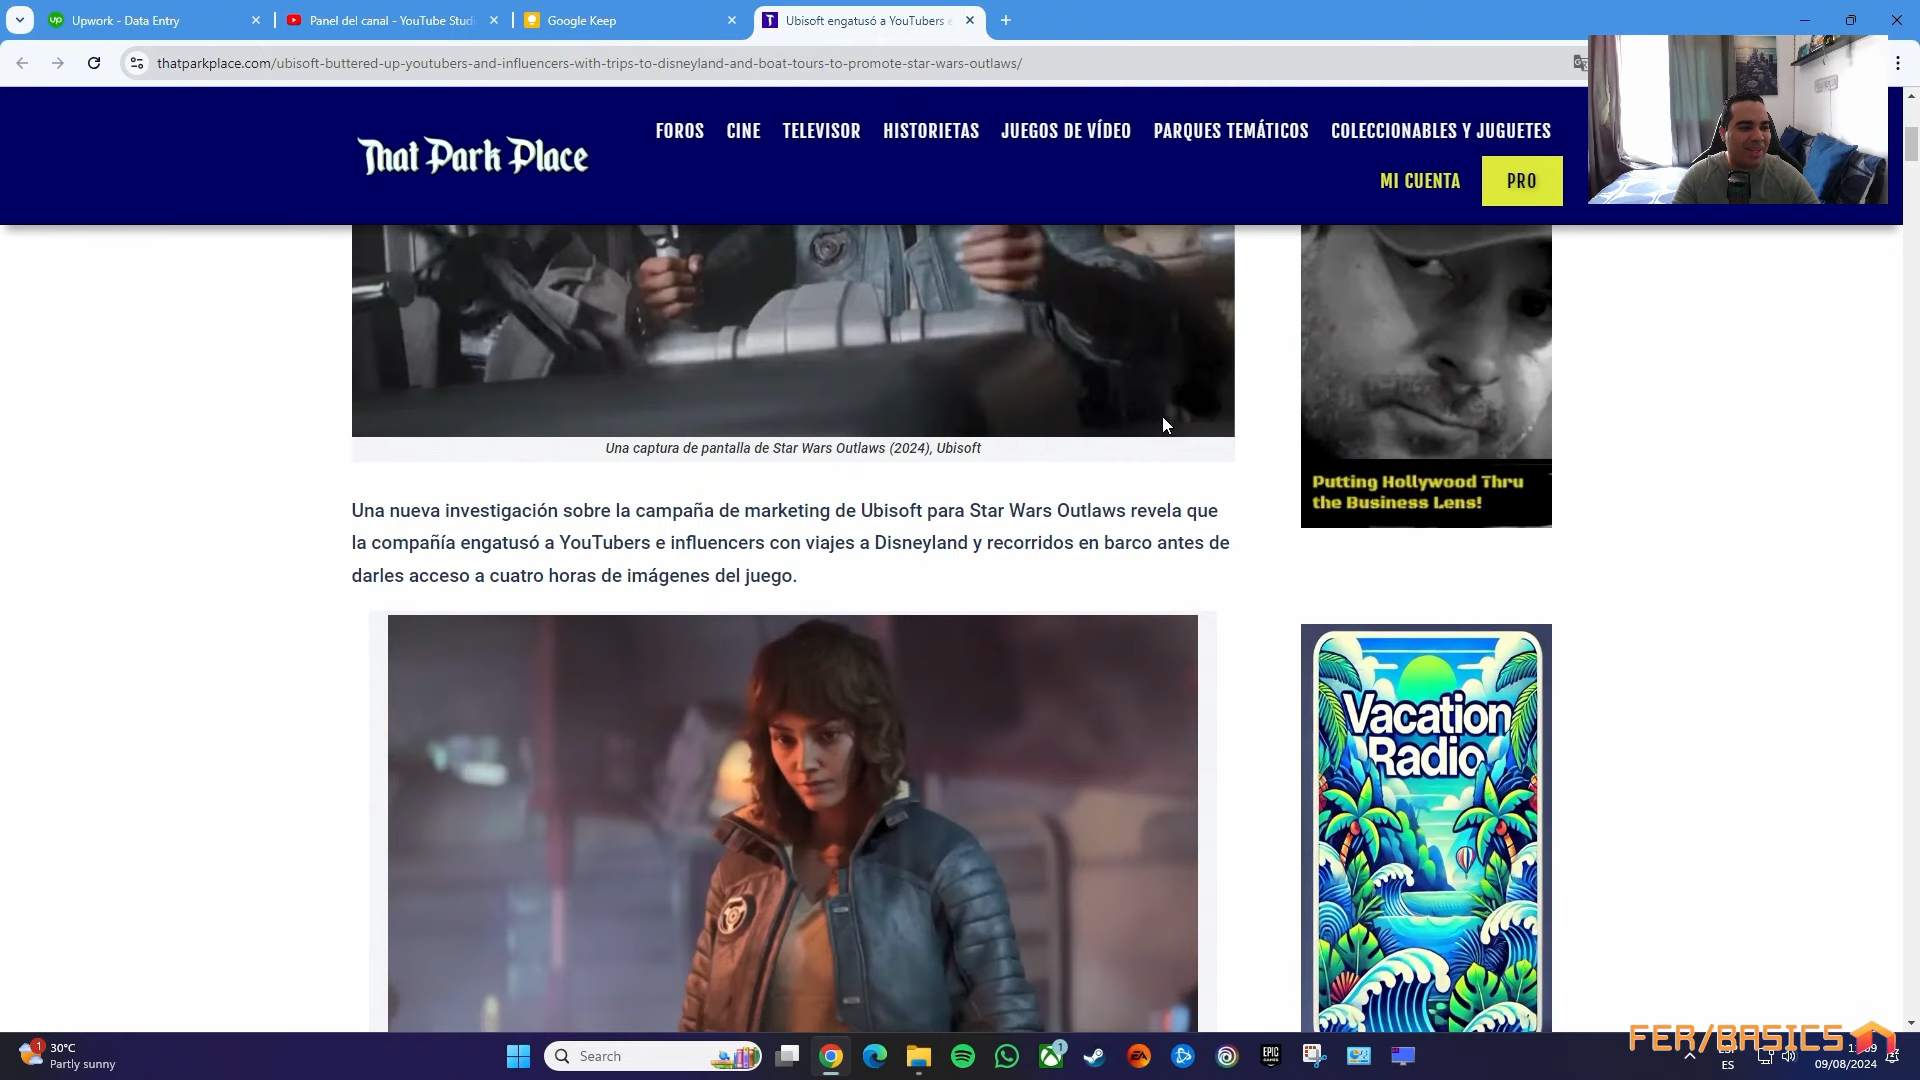 Upwork - Data Entry
Panel del canal - YouTube Studi
Google Keep
Ubisoft engatusó a YouTubers e
thatparkplace.com/ubisoft-buttered-up-youtubers-and-influencers-with-trips-to-disneyland-and-boat-tours-to-promote-star-wars-outlaws/
That Park Place
FOROS CINE TELEVISOR HISTORIETAS JUEGOS DE VÍDEO PARQUES TEMÁTICOS COLECCIONABLES Y JUGUETES
MI CUENTA PRO
Una captura de pantalla de Star Wars Outlaws (2024), Ubisoft
Una nueva investigación sobre la campaña de marketing de Ubisoft para Star Wars Outlaws revela que
la compañía engatusó a YouTubers e influencers con viajes a Disneyland y recorridos en barco antes de
darles acceso a cuatro horas de imágenes del juego.
Putting Hollywood Thru
the Business Lens!
Vacation
Radio
FER/BASICS
1
30°C
Partly sunny
Search
1
EA
EPIC
GAMES
ES
09/08/2024